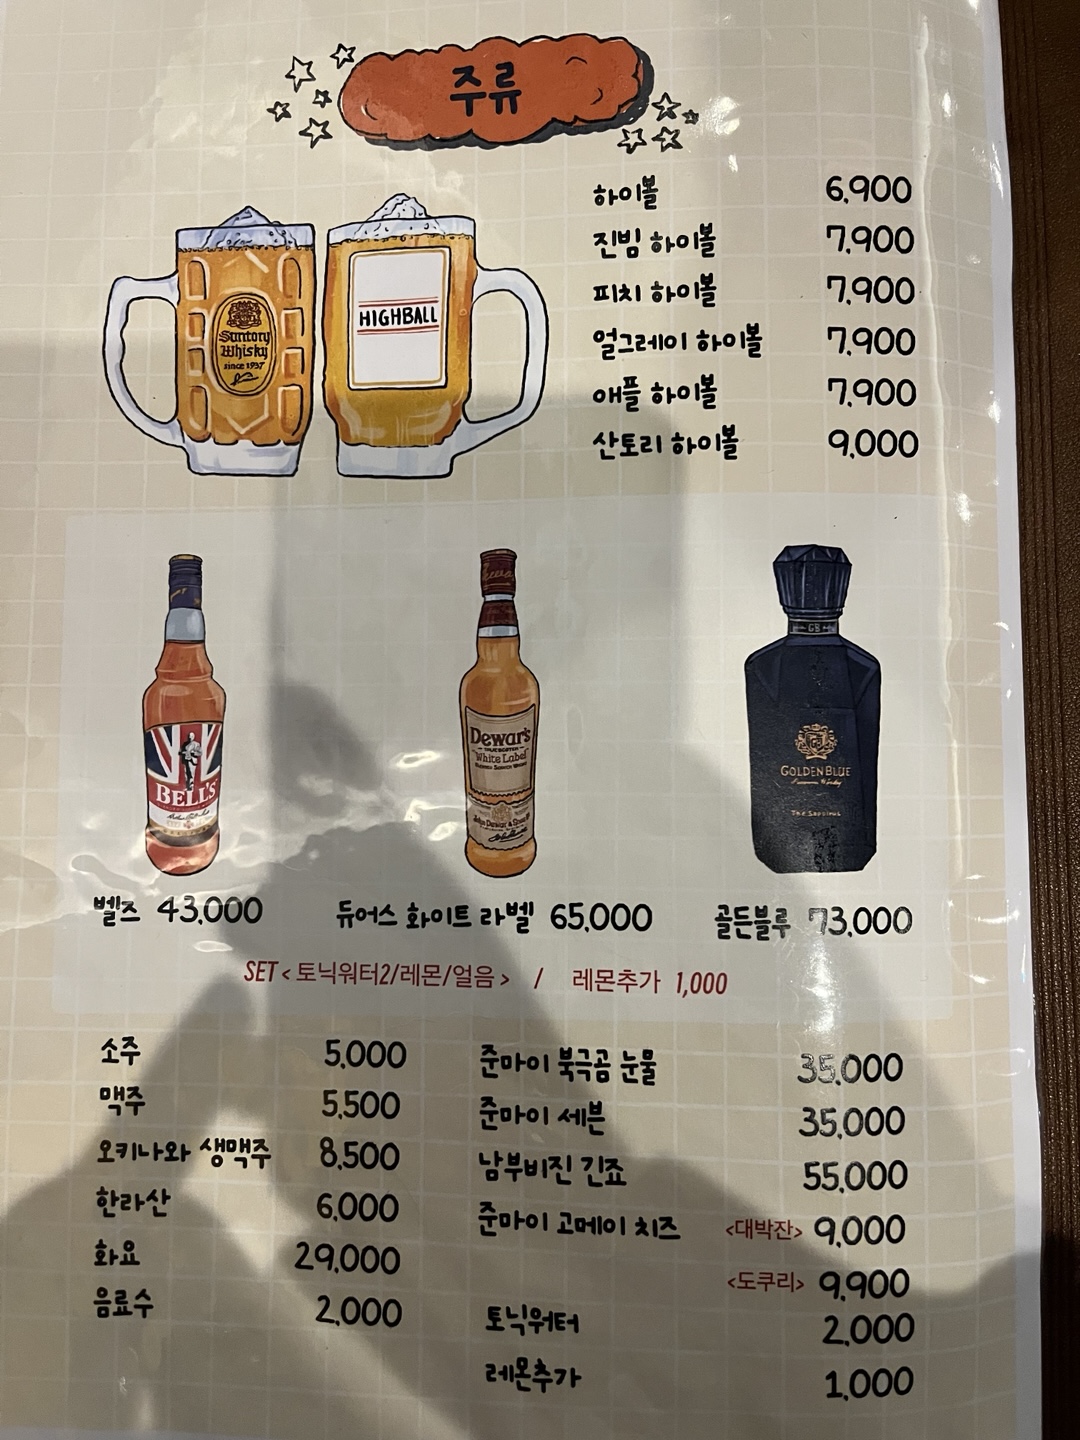 주류
하이볼 6,900
진빔 하이볼 7,900
피치 하이볼 7,900
얼그레이 하이볼 7,900
애플 하이볼 7,900
산토리 하이볼 9,000
Suntory
Whisky
since 1937
HIGHBALL
BELL'S
Dewar's
White Label
John Dewar & Sons
GB
GOLDEN BLUE
The Sapphirus
벨즈 43,000
듀어스 화이트 라벨 65,000
골든블루 73,000
SET < 토닉워터2/레몬/얼음 > / 레몬추가 1,000
소주 5,000
맥주 5,500
오키나와 생맥주 8,500
한라산 6,000
화요 29,000
음료수 2,000
준마이 북극곰 눈물 35,000
준마이 세븐 35,000
남부비진 긴죠 55,000
준마이 고메이 치즈 <대박잔> 9,000
<도쿠리> 9,900
토닉워터 2,000
레몬추가 1,000